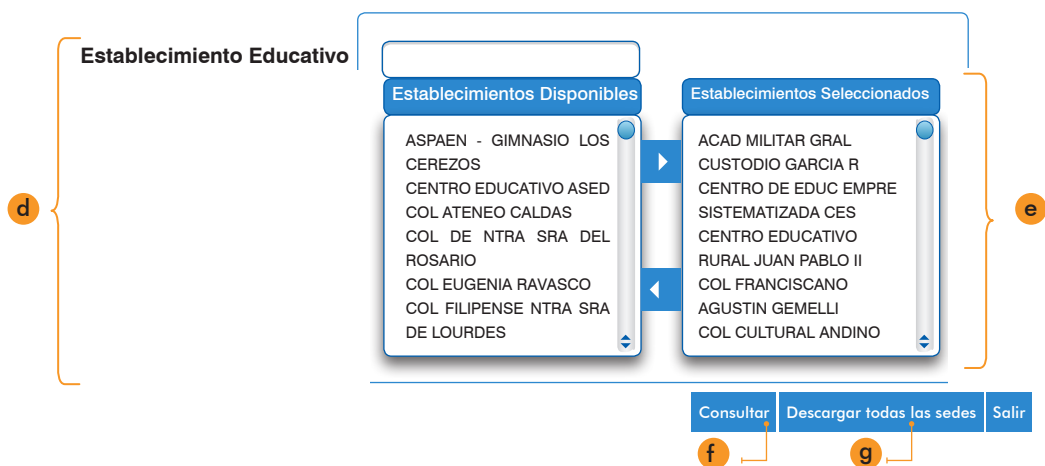 Establecimiento Educativo
Establecimientos Disponibles
ASPAEN - GIMNASIO LOS
CEREZOS
CENTRO EDUCATIVO ASED
COL ATENEO CALDAS
COL DE NTRA SRA DEL
ROSARIO
COL EUGENIA RAVASCO
COL FILIPENSE NTRA SRA
DE LOURDES
Establecimientos Seleccionados
ACAD MILITAR GRAL
CUSTODIO GARCIA R
CENTRO DE EDUC EMPRE
SISTEMATIZADA CES
CENTRO EDUCATIVO
RURAL JUAN PABLO II
COL FRANCISCANO
AGUSTIN GEMELLI
COL CULTURAL ANDINO
d
e
Consultar
Descargar todas las sedes
Salir
f
g